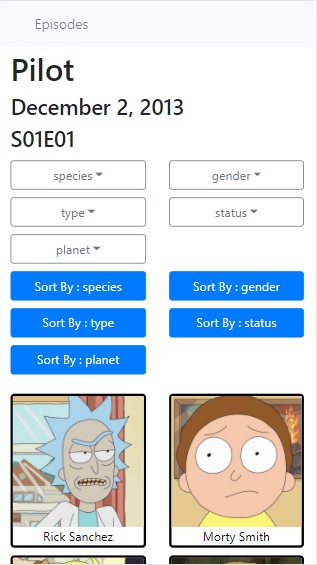 Episodes
Pilot
December 2, 2013
S01E01
species gender
type status
planet
Sort By : species Sort By : gender
Sort By : type Sort By : status
Sort By : planet
Rick Sanchez Morty Smith